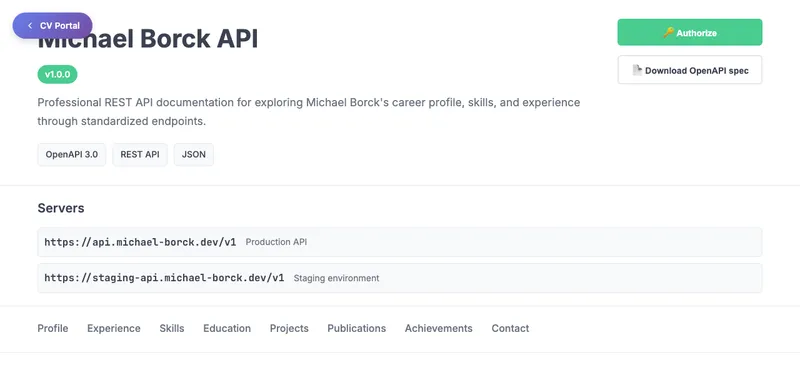 CV Portal
Michael Borck API
v1.0.0
Professional REST API documentation for exploring Michael Borck's career profile, skills, and experience
through standardized endpoints.
OpenAPI 3.0 REST API JSON
Authorize
Download OpenAPI spec
Servers
https://api.michael-borck.dev/v1 Production API
https://staging-api.michael-borck.dev/v1 Staging environment
Profile Experience Skills Education Projects Publications Achievements Contact